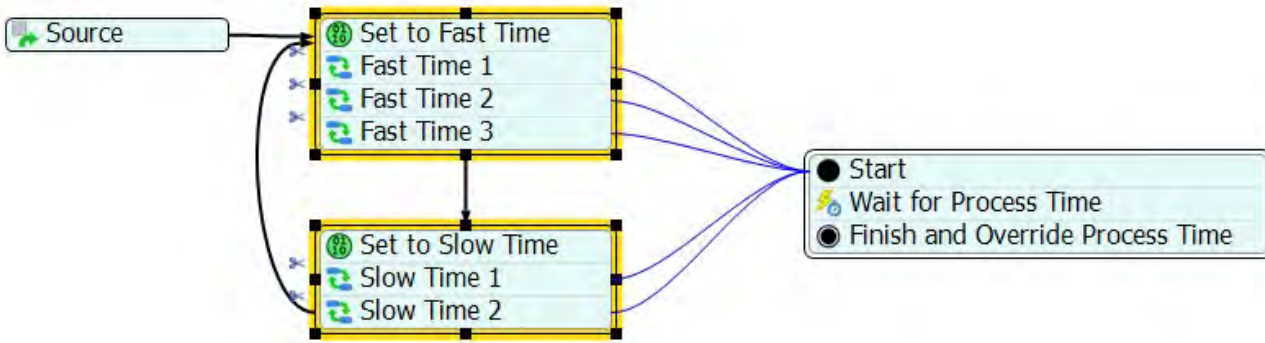 Source
Set to Fast Time
Fast Time 1
Fast Time 2
Fast Time 3
Set to Slow Time
Slow Time 1
Slow Time 2
Start
Wait for Process Time
Finish and Override Process Time